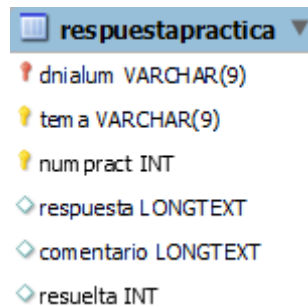 respuestapractica
dnialum VARCHAR(9)
tema VARCHAR(9)
numpract INT
respuesta LONGTEXT
comentario LONGTEXT
resuelta INT